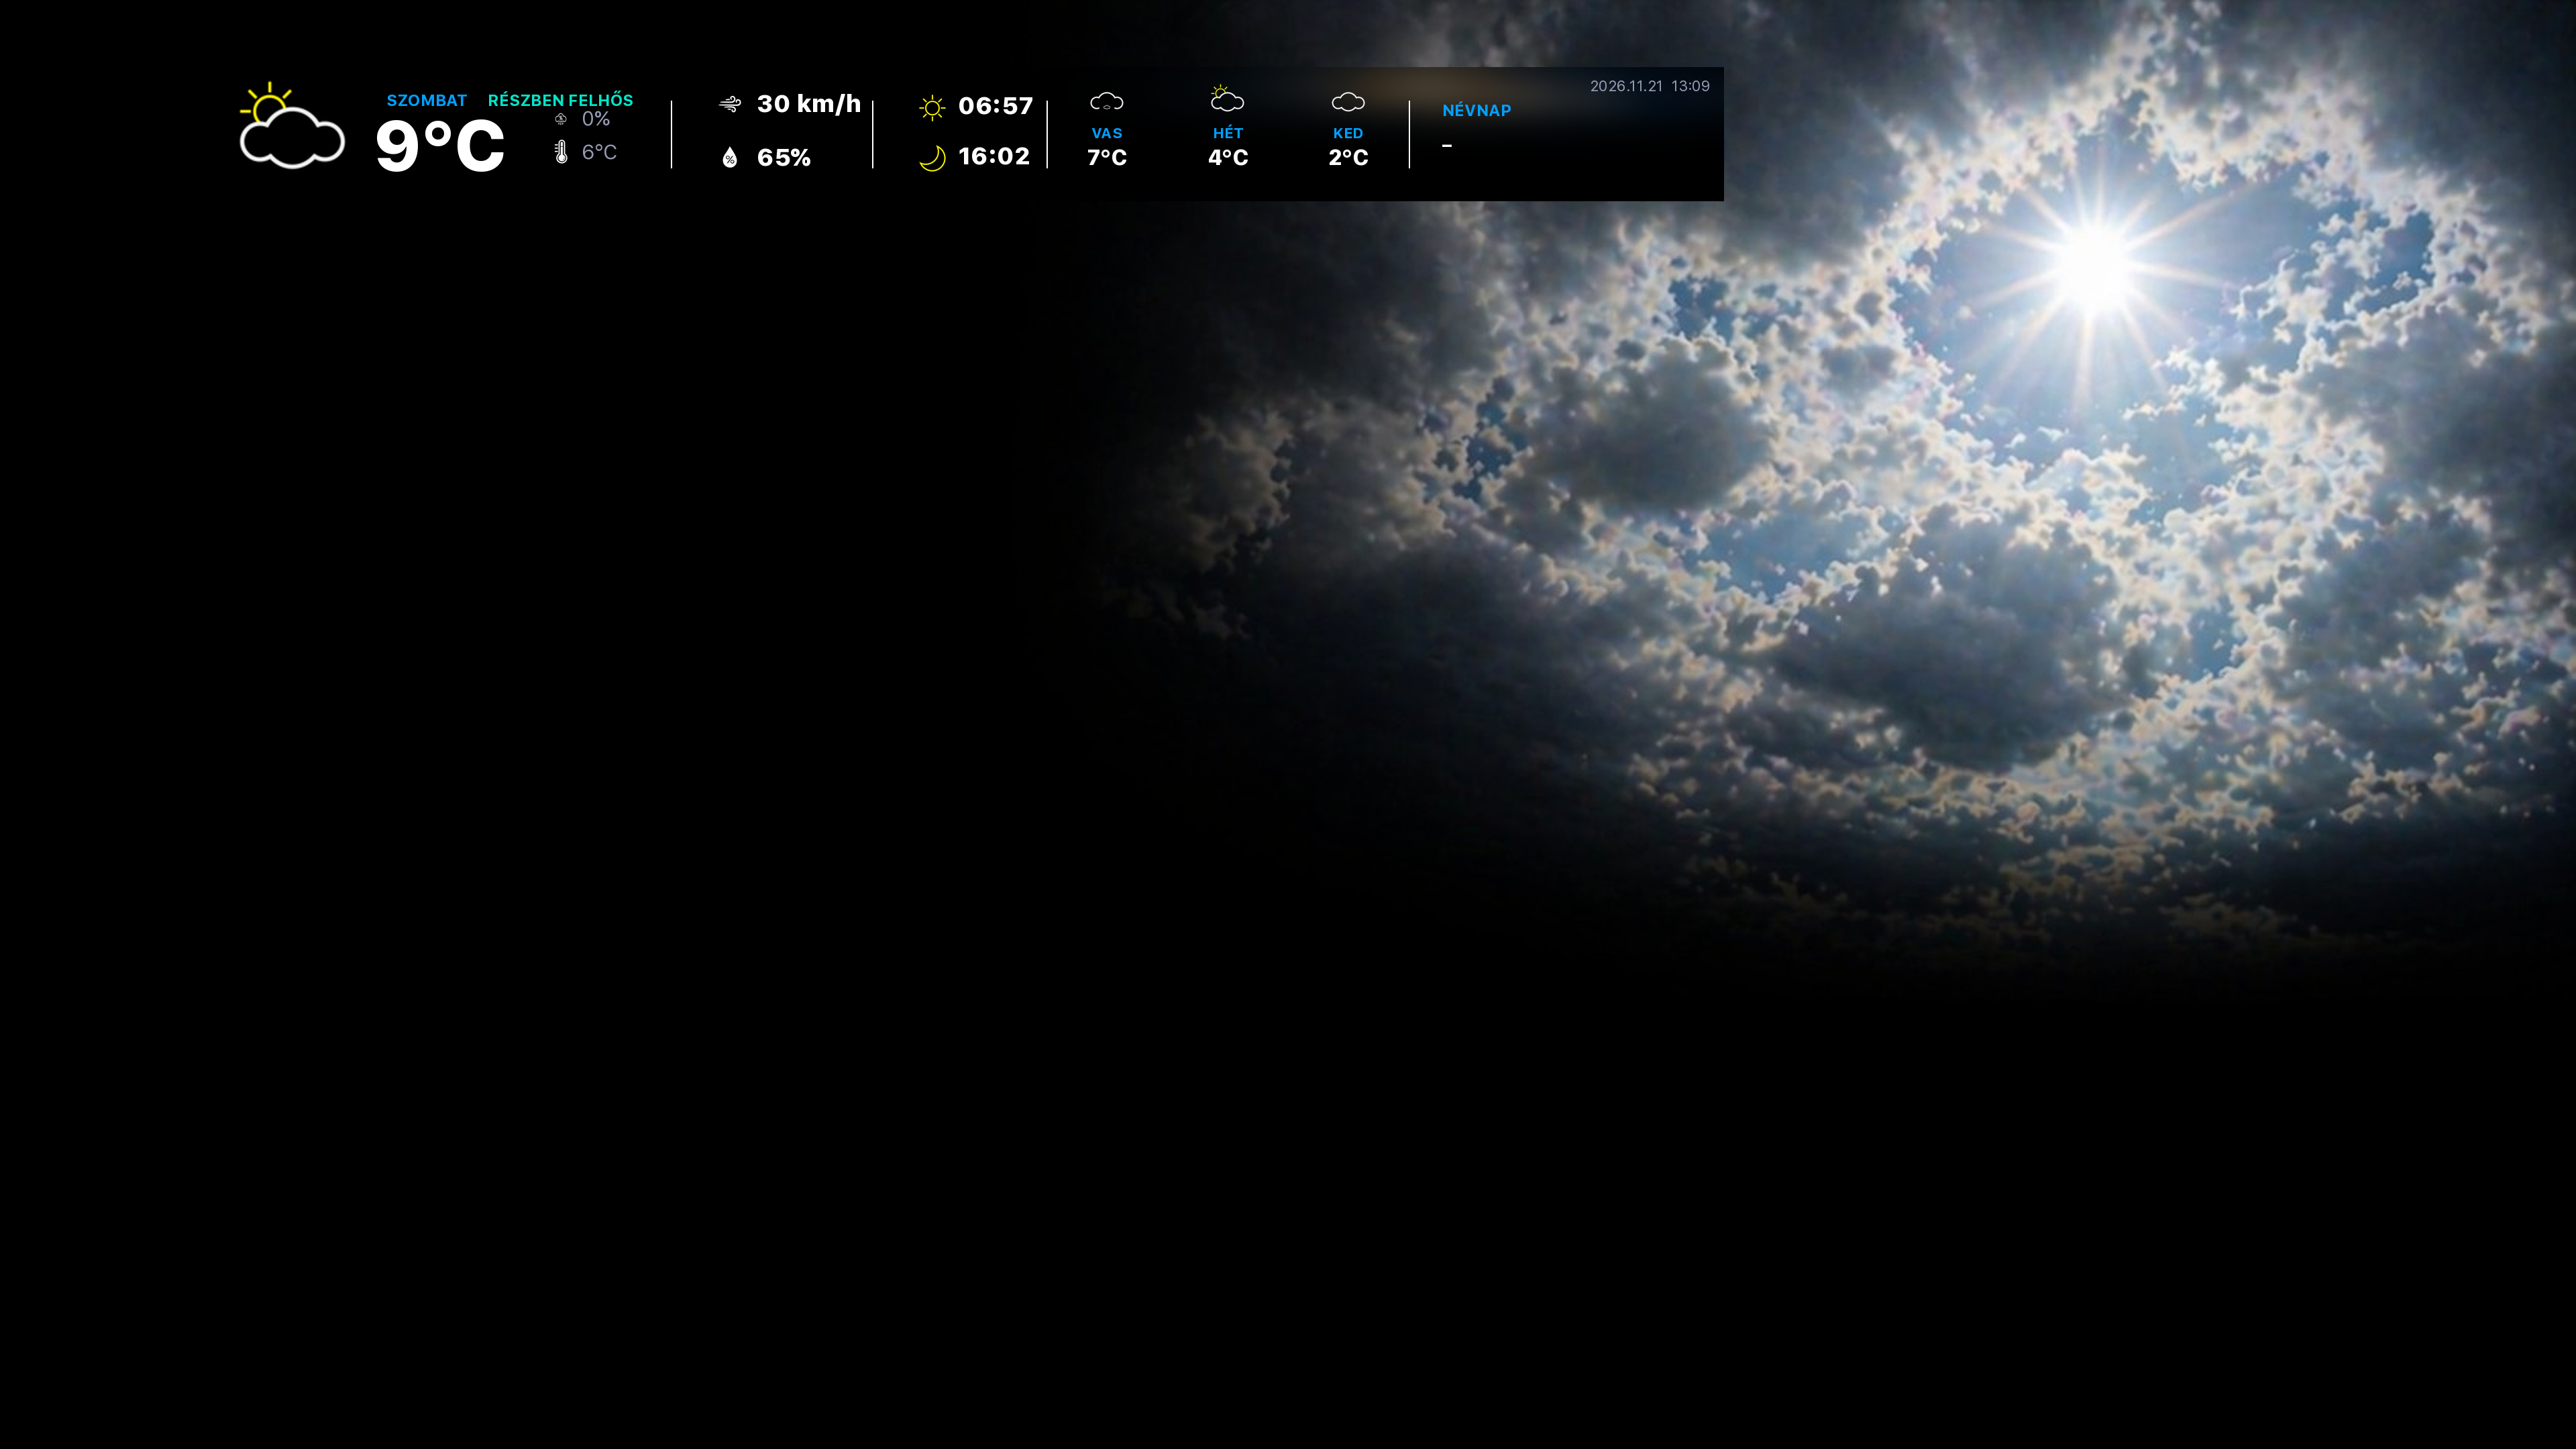 SZOMBAT RÉSZBEN FELHŐS
9°C
0%
6°C
30 km/h
65%
06:57
16:02
VAS
7°C
HÉT
4°C
KED
2°C
2026.11.21 13:09
NÉVNAP
–